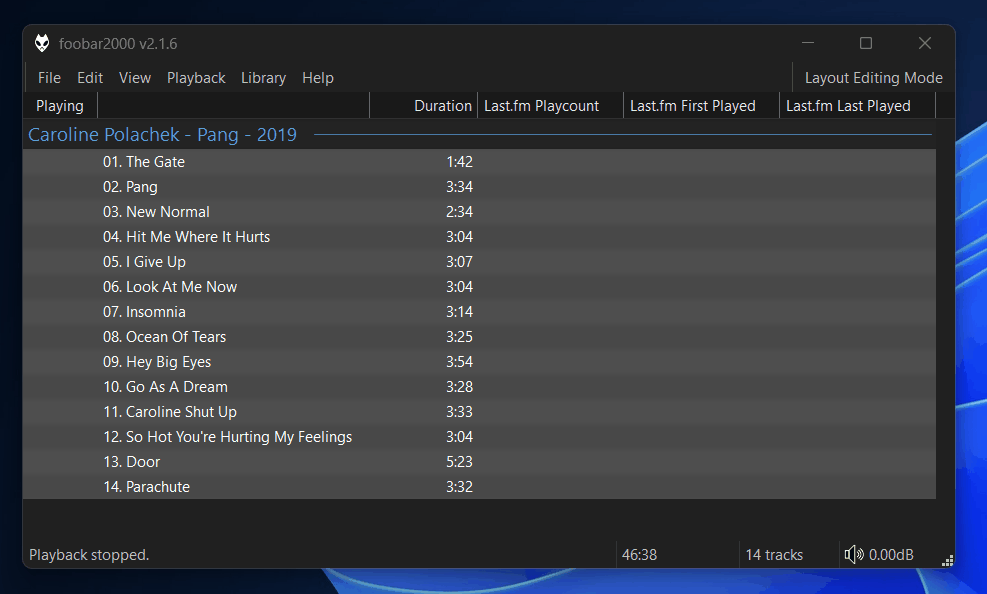 foobar2000 v2.1.6
File Edit View Playback Library Help Layout Editing Mode
Playing Duration Last.fm Playcount Last.fm First Played Last.fm Last Played
Caroline Polachek - Pang - 2019
01. The Gate 1:42
02. Pang 3:34
03. New Normal 2:34
04. Hit Me Where It Hurts 3:04
05. I Give Up 3:07
06. Look At Me Now 3:04
07. Insomnia 3:14
08. Ocean Of Tears 3:25
09. Hey Big Eyes 3:54
10. Go As A Dream 3:28
11. Caroline Shut Up 3:33
12. So Hot You're Hurting My Feelings 3:04
13. Door 5:23
14. Parachute 3:32
Playback stopped. 46:38 14 tracks 0.00dB